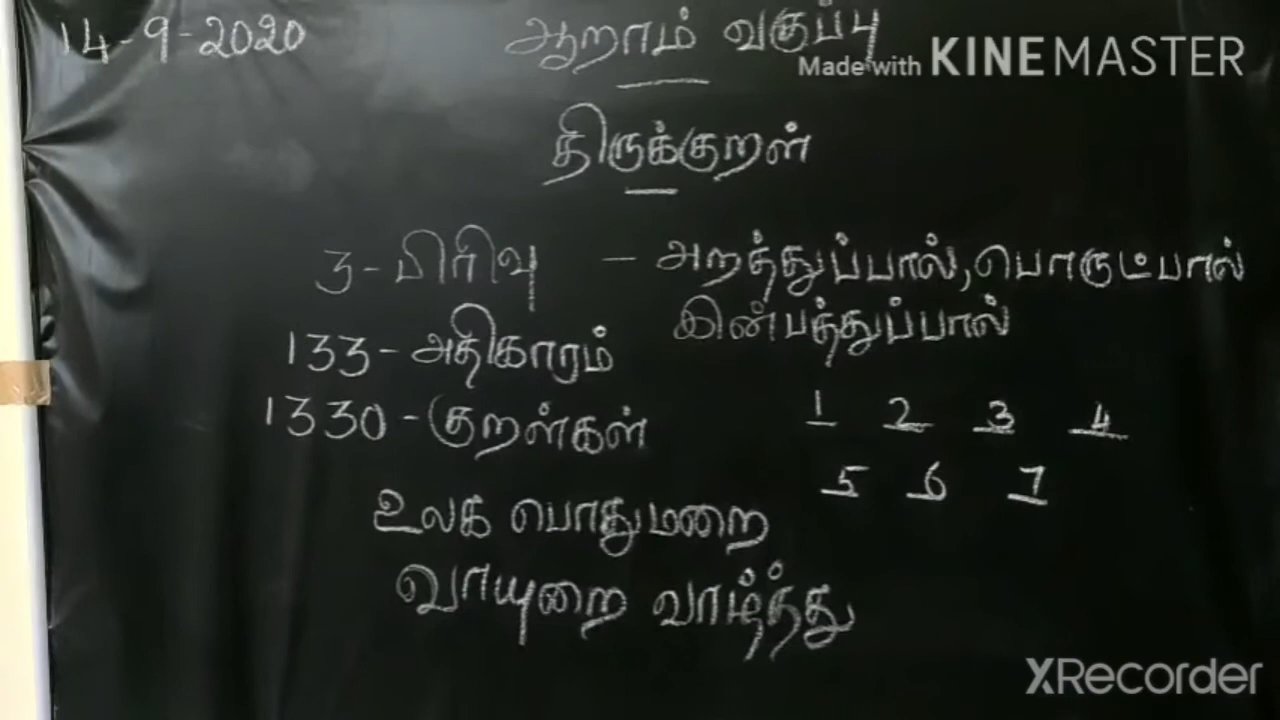 14-9-2020 ஆறாம் வகுப்பு
Made with KINEMASTER
திருக்குறள்
3-பிரிவு – அறத்துப்பால், பொருட்பால்
இன்பத்துப்பால்
133-அதிகாரம்
1330-குறள்கள்
1 2 3 4
5 6 7
உலக பொதுமறை
வாயுறை வாழ்ந்து
XRecorder